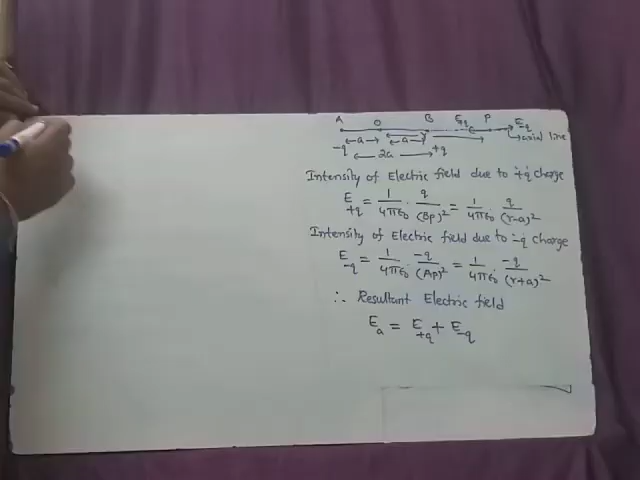 A O B E+q P E-q
←a→ ←a→ r axial line
-q ← 2a → +q
Intensity of Electric field due to +q charge
E+q = 1/4πε₀ · q/(BP)² = 1/4πε₀ · q/(r-a)²
Intensity of Electric field due to -q charge
E-q = 1/4πε₀ · -q/(AP)² = 1/4πε₀ · -q/(r+a)²
∴ Resultant Electric field
Ea = E+q + E-q